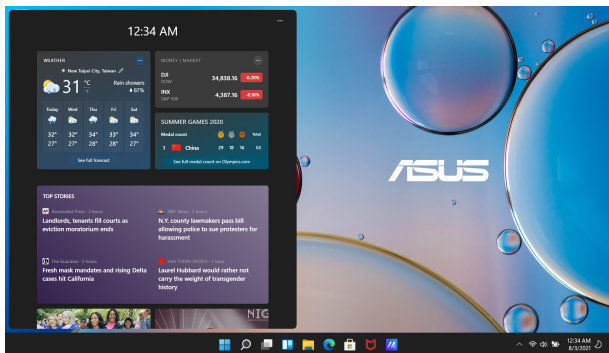 12:34 AM
WEATHER
New Taipei City, Taiwan
31 °C
°F
Rain showers
87%
Today Wed Thu Fri Sat
32° 32° 34° 33° 34°
27° 27° 28° 27° 27°
See full forecast
MONEY | MARKET
DJI
DOW
34,838.16 -0.28%
INX
S&P 500
4,387.16 -0.18%
SUMMER GAMES 2020
Medal count Total
1 China 29 18 16 63
See full medal count on Olympics.com
TOP STORIES
Associated Press · 2 hours
Landlords, tenants fill courts as
eviction moratorium ends
NBC News · 2 hours
N.Y. county lawmakers pass bill
allowing police to sue protesters for
harassment
The Guardian · 2 hours
Fresh mask mandates and rising Delta
cases hit California
USA TODAY SPORTS · 1 hour
Laurel Hubbard would rather not
carry the weight of transgender
history
NIG
ASUS
12:34 AM
8/3/2021